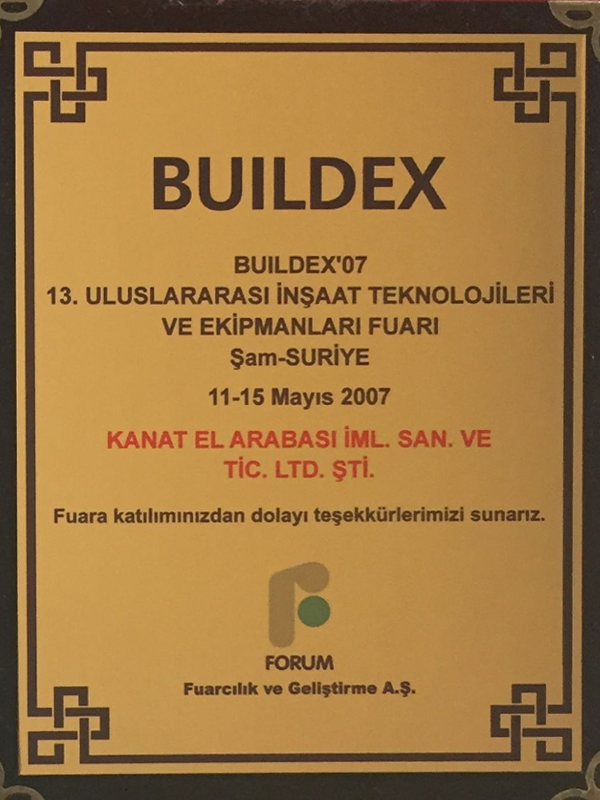 BUILDEX
BUILDEX'07
13. ULUSLARARASI İNŞAAT TEKNOLOJİLERİ
VE EKİPMANLARI FUARI
Şam-SURİYE
11-15 Mayıs 2007
KANAT EL ARABASI İML. SAN. VE
TİC. LTD. ŞTİ.
Fuara katılımınızdan dolayı teşekkürlerimizi sunarız.
FORUM
Fuarcılık ve Geliştirme A.Ş.